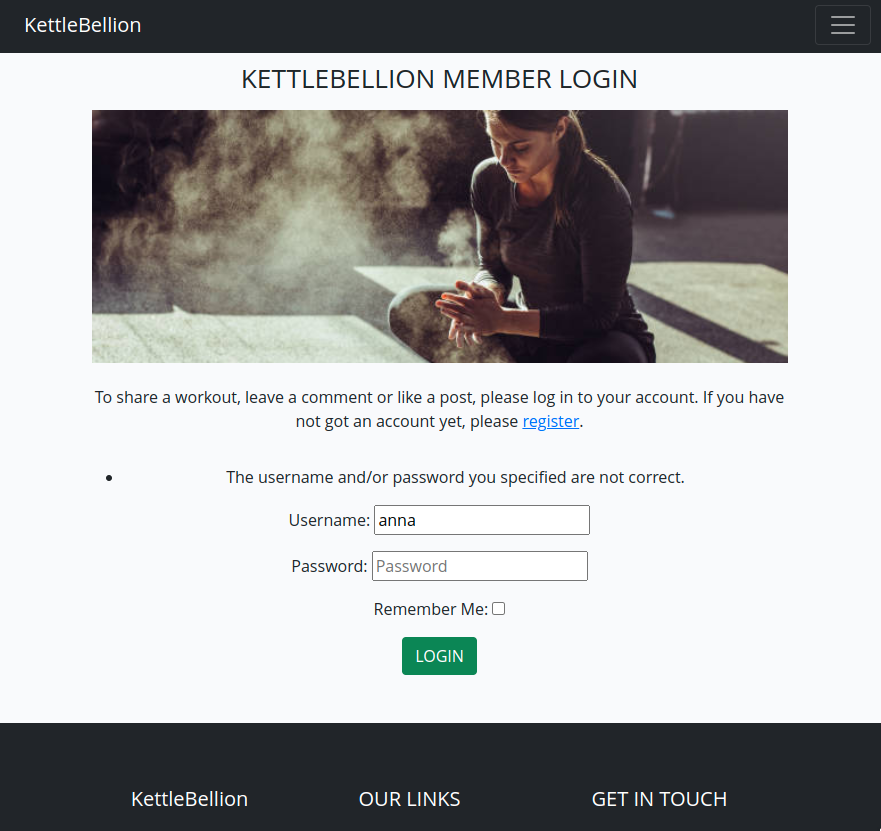 KettleBellion
KETTLEBELLION MEMBER LOGIN
To share a workout, leave a comment or like a post, please log in to your account. If you have
not got an account yet, please register.
The username and/or password you specified are not correct.
Username: anna
Password: Password
Remember Me:
LOGIN
KettleBellion OUR LINKS GET IN TOUCH